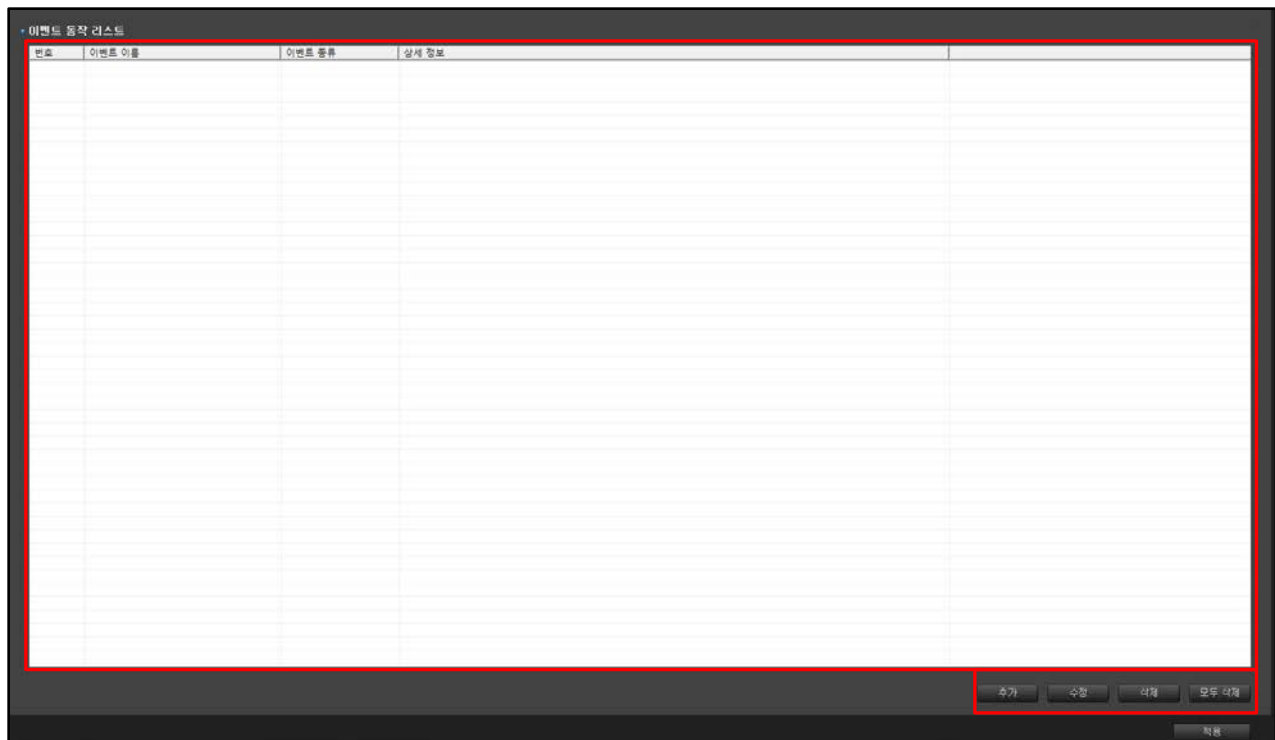 이벤트 동작 리스트
번호 이벤트 이름 이벤트 종류 상세 정보
추가 수정 삭제 모두 삭제
적용